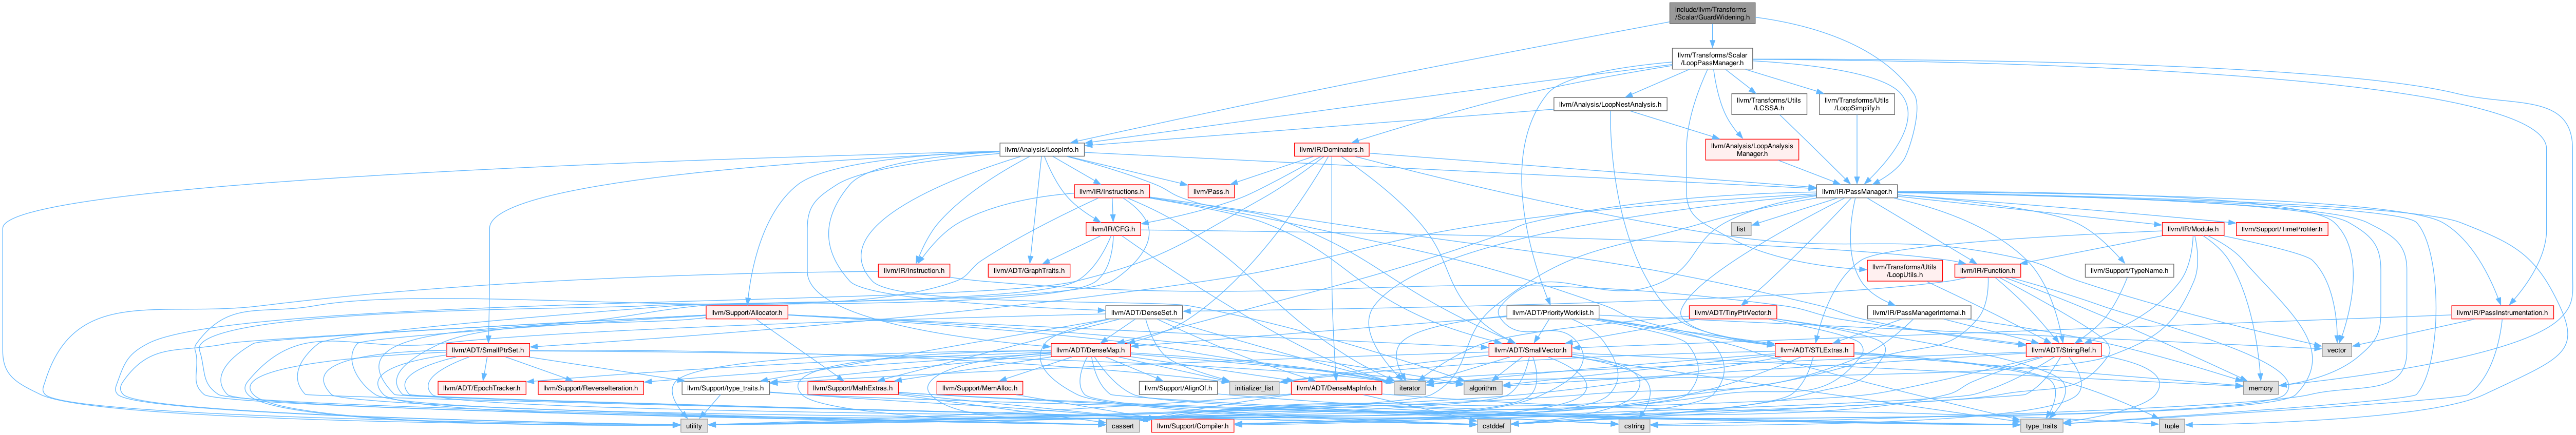 include/llvm/Transforms
/Scalar/GuardWidening.h
llvm/Transforms/Scalar
/LoopPassManager.h
llvm/Analysis/LoopNestAnalysis.h
llvm/Transforms/Utils
/LCSSA.h
llvm/Transforms/Utils
/LoopSimplify.h
llvm/Analysis/LoopInfo.h
llvm/IR/Dominators.h
llvm/Analysis/LoopAnalysis
Manager.h
llvm/IR/Instructions.h
llvm/Pass.h
llvm/IR/PassManager.h
llvm/IR/CFG.h
list
llvm/IR/Module.h
llvm/Support/TimeProfiler.h
llvm/IR/Instruction.h
llvm/ADT/GraphTraits.h
llvm/Transforms/Utils
/LoopUtils.h
llvm/IR/Function.h
llvm/Support/TypeName.h
llvm/Support/Allocator.h
llvm/ADT/DenseSet.h
llvm/ADT/PriorityWorklist.h
llvm/ADT/TinyPtrVector.h
llvm/IR/PassManagerInternal.h
llvm/IR/PassInstrumentation.h
llvm/ADT/SmallPtrSet.h
llvm/ADT/DenseMap.h
llvm/ADT/SmallVector.h
llvm/ADT/STLExtras.h
llvm/ADT/StringRef.h
vector
llvm/ADT/EpochTracker.h
llvm/Support/ReverseIteration.h
llvm/Support/type_traits.h
llvm/Support/MathExtras.h
llvm/Support/MemAlloc.h
llvm/Support/AlignOf.h
initializer_list
llvm/ADT/DenseMapInfo.h
iterator
algorithm
memory
utility
cassert
llvm/Support/Compiler.h
cstddef
cstring
type_traits
tuple